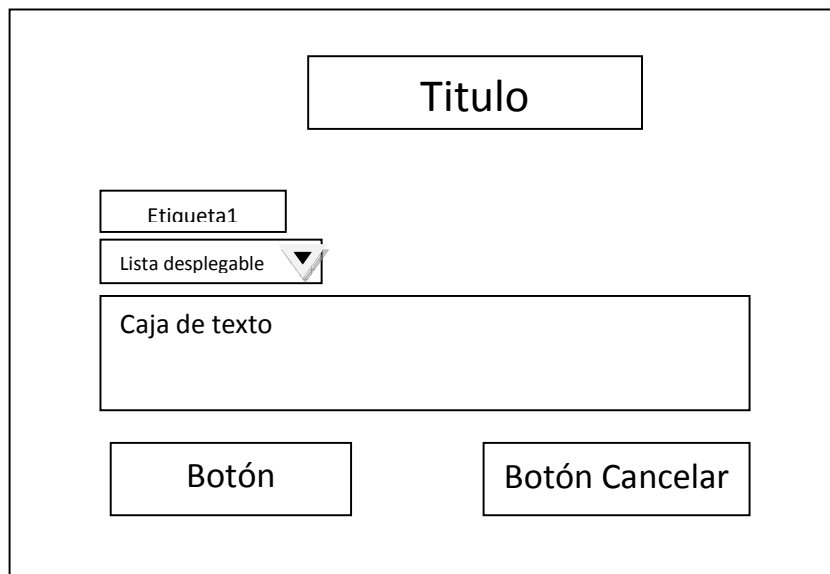 Titulo
Etiqueta1
Lista desplegable
Caja de texto
Botón
Botón Cancelar